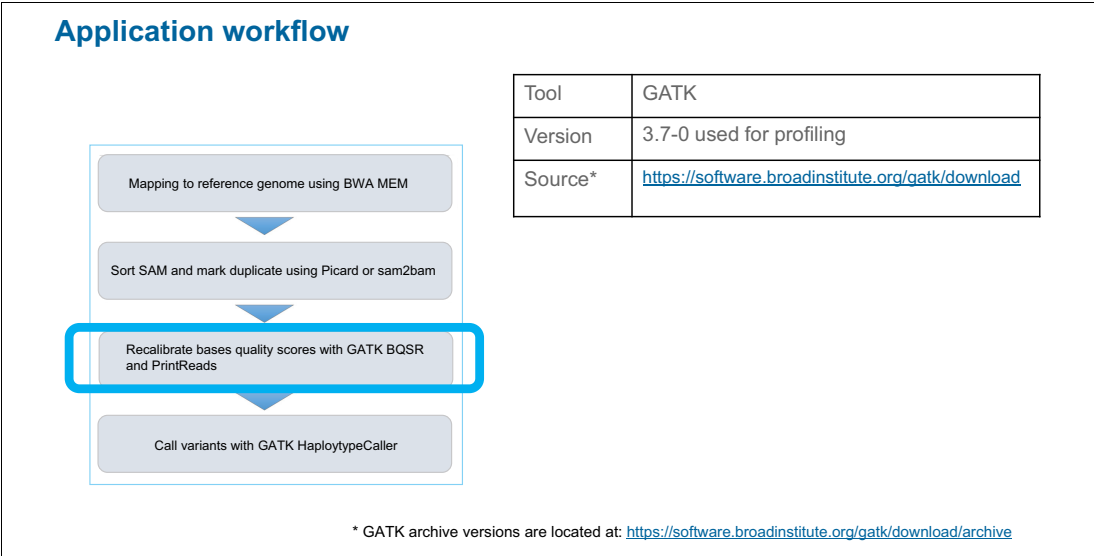 Application workflow
Tool GATK
Version 3.7-0 used for profiling
Source* https://software.broadinstitute.org/gatk/download
Mapping to reference genome using BWA MEM
Sort SAM and mark duplicate using Picard or sam2bam
Recalibrate bases quality scores with GATK BQSR
and PrintReads
Call variants with GATK HaploytypeCaller
* GATK archive versions are located at: https://software.broadinstitute.org/gatk/download/archive